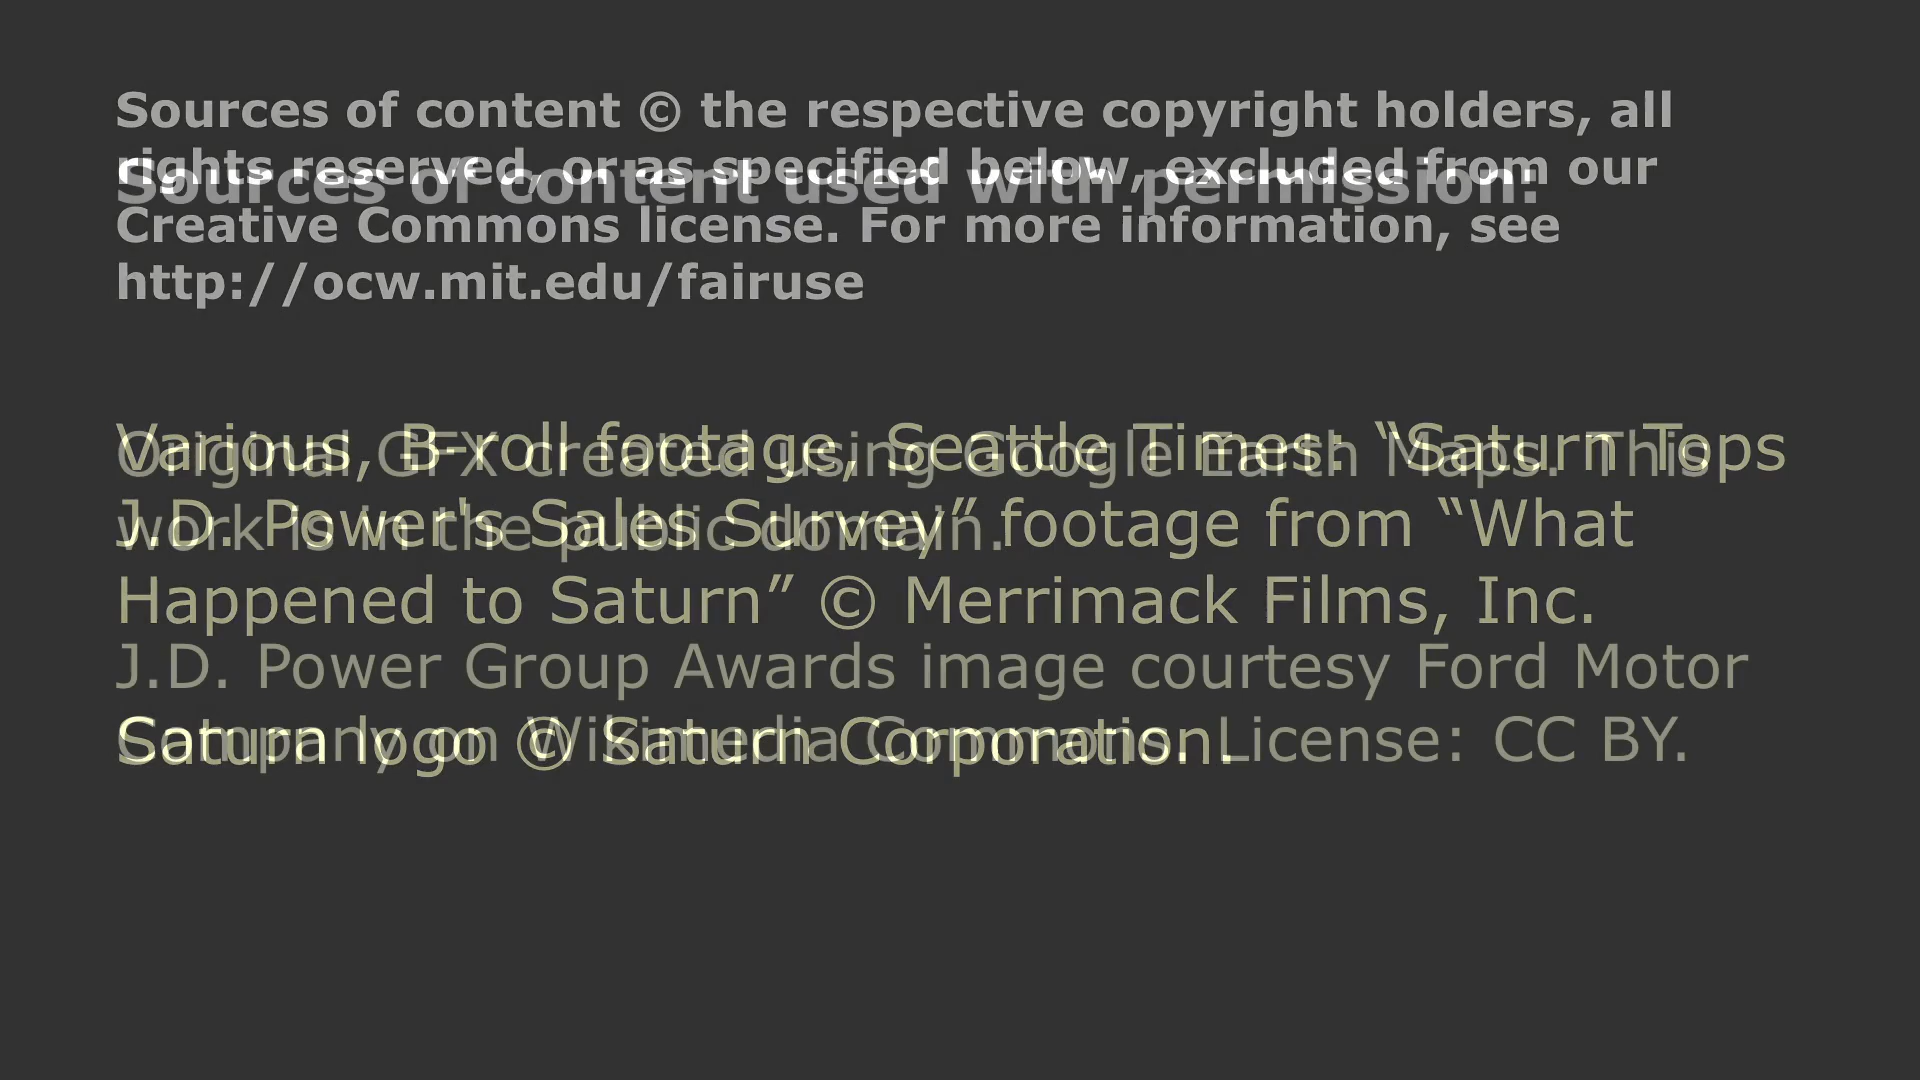 Sources of content © the respective copyright holders, all
rights reserved, or as specified below, excluded from our
Sources of content used with permission:
Creative Commons license. For more information, see
http://ocw.mit.edu/fairuse
Various, B-roll footage, Seattle Times: “Saturn Tops
Original GFX created using Google Earth Maps. This
J.D. Power's Sales Survey” footage from “What
work is in the public domain.
Happened to Saturn” © Merrimack Films, Inc.
J.D. Power Group Awards image courtesy Ford Motor
Company on Wikimedia Commons. License: CC BY.
Saturn logo © Saturn Corporation.